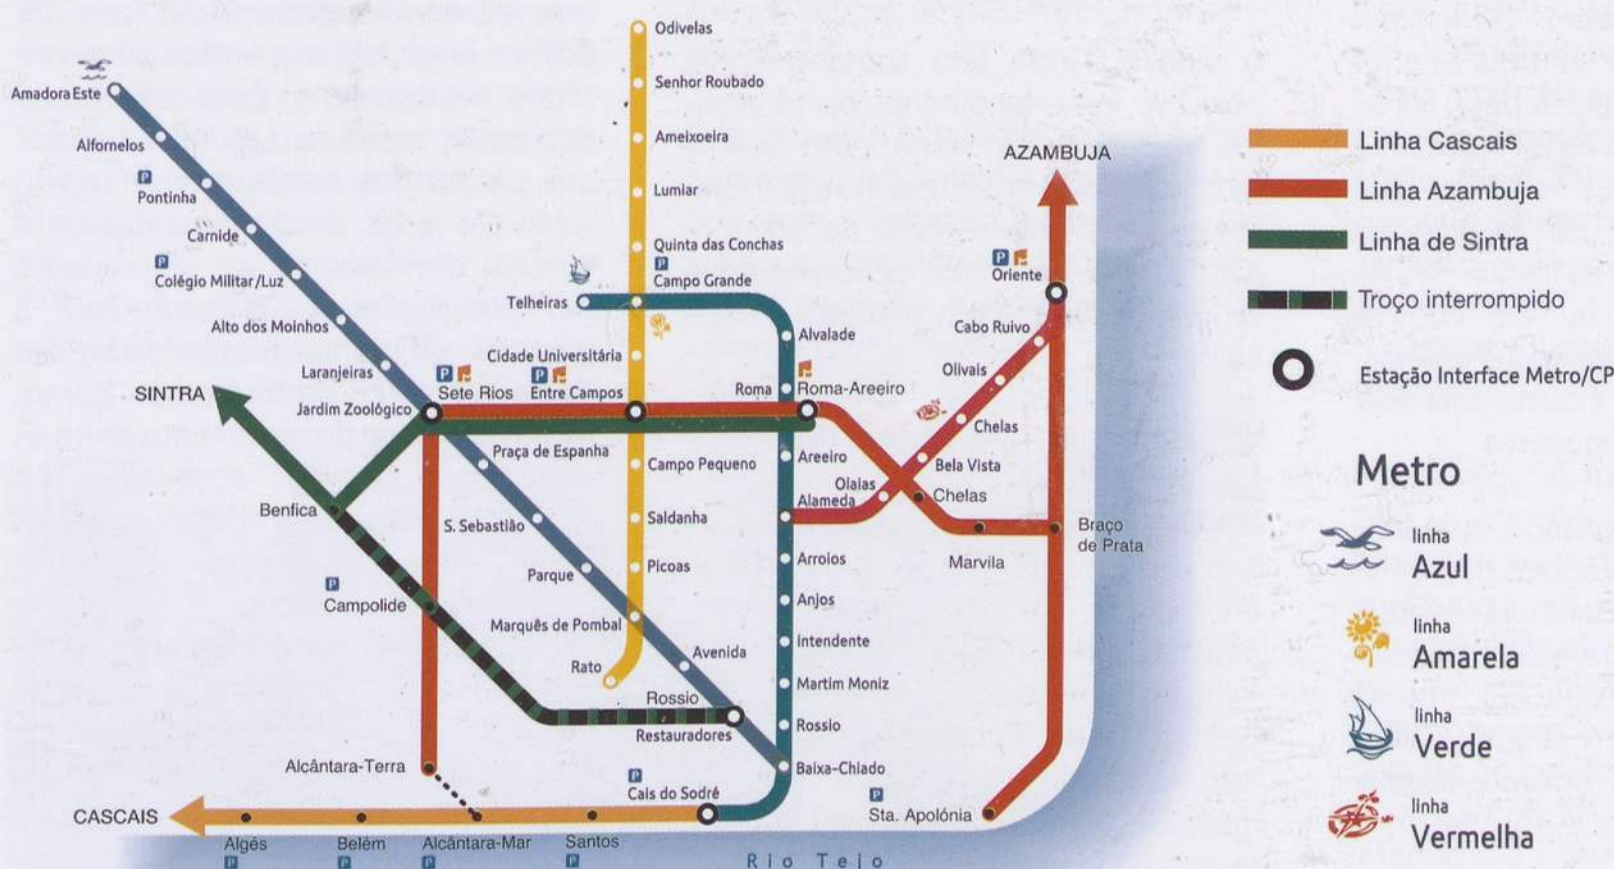 Odivelas
Senhor Roubado
Ameixoeira
Lumiar
Quinta das Conchas
P
Campo Grande
Telheiras
Amadora Este
Alfornelos
P
Pontinha
Carnide
P
Colégio Militar/Luz
Alto dos Moinhos
Laranjeiras
SINTRA
Jardim Zoológico
P
Sete Rios
Cidade Universitária
P
Entre Campos
Alvalade
Roma
Roma-Areeiro
AZAMBUJA
P
Oriente
Cabo Ruivo
Olivais
Chelas
Bela Vista
Olaias
Chelas
Areeiro
Alameda
Praça de Espanha
Campo Pequeno
Benfica
S. Sebastião
Saldanha
Marvila
Braço
de Prata
Arroios
Parque
Picoas
P
Campolide
Anjos
Marquês de Pombal
Intendente
Avenida
Rato
Martim Moniz
Rossio
Restauradores
Rossio
Alcântara-Terra
Baixa-Chiado
P
Cais do Sodré
P
Sta. Apolónia
CASCAIS
Algés
P
Belém
P
Alcântara-Mar
P
Santos
P
Rio Tejo
Linha Cascais
Linha Azambuja
Linha de Sintra
Troço interrompido
Estação Interface Metro/CP
Metro
linha
Azul
linha
Amarela
linha
Verde
linha
Vermelha